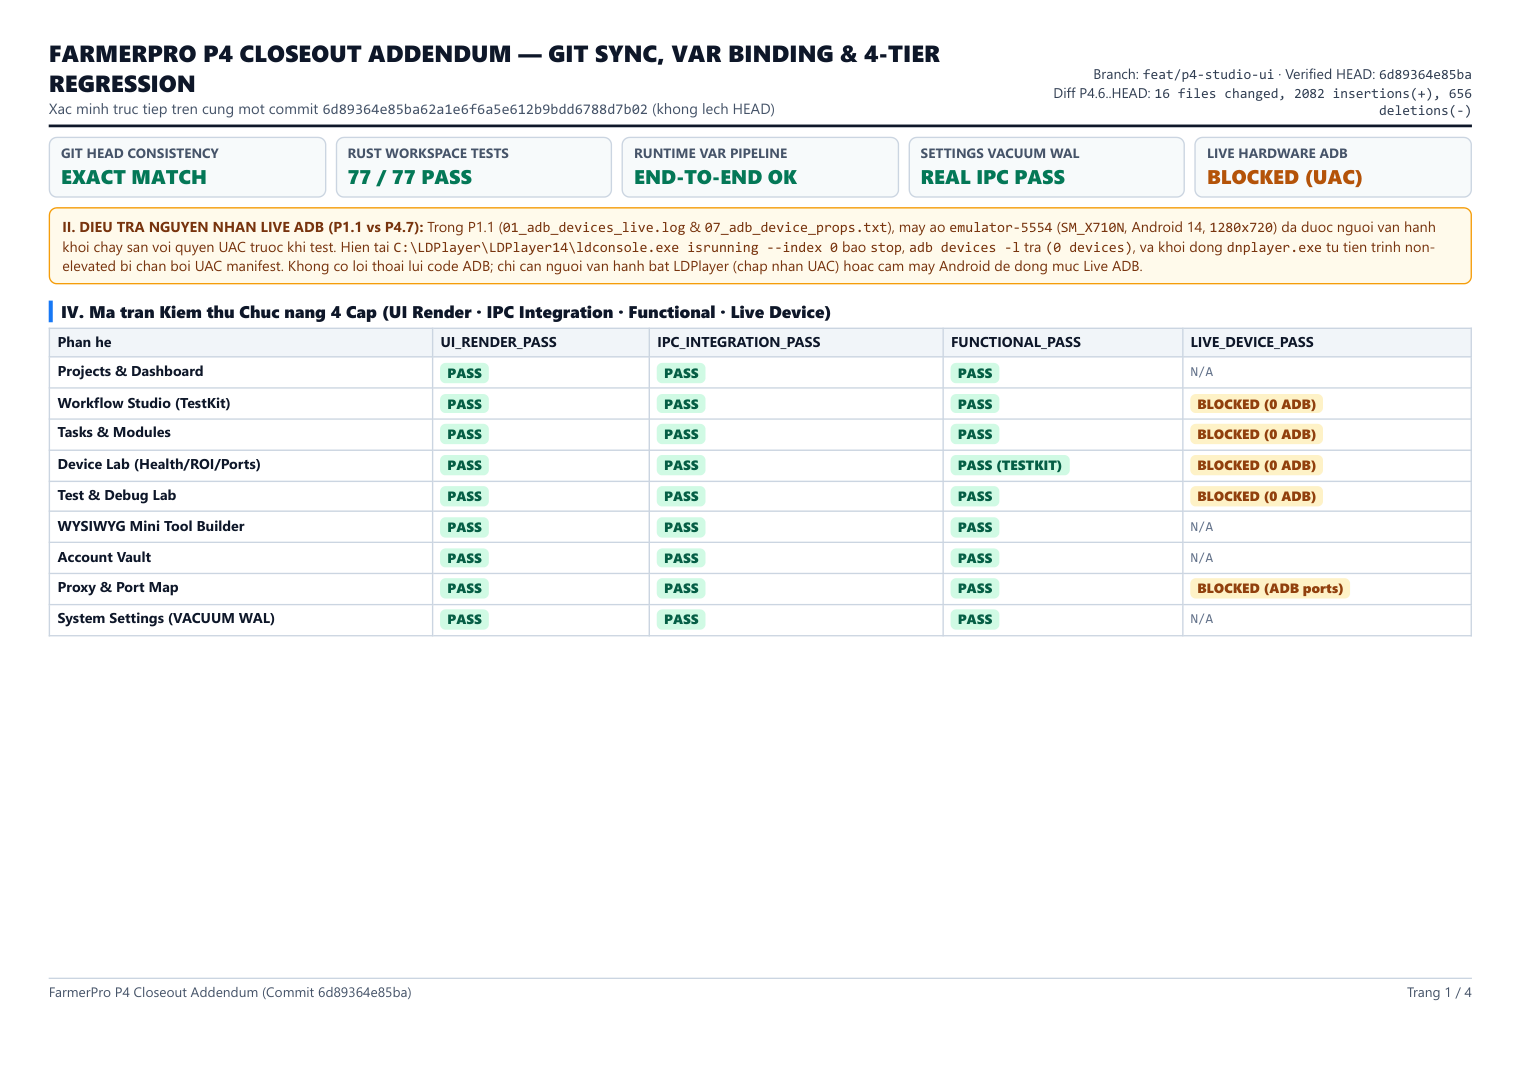 FARMERPRO P4 CLOSEOUT ADDENDUM — GIT SYNC, VAR BINDING & 4-TIER
REGRESSION
Xac minh truc tiep tren cung mot commit 6d89364e85ba62a1e6f6a5e612b9bdd6788d7b02 (khong lech HEAD)
Branch: feat/p4-studio-ui · Verified HEAD: 6d89364e85ba
Diff P4.6..HEAD: 16 files changed, 2082 insertions(+), 656
deletions(-)
GIT HEAD CONSISTENCY
EXACT MATCH
RUST WORKSPACE TESTS
77 / 77 PASS
RUNTIME VAR PIPELINE
END-TO-END OK
SETTINGS VACUUM WAL
REAL IPC PASS
LIVE HARDWARE ADB
BLOCKED (UAC)
II. DIEU TRA NGUYEN NHAN LIVE ADB (P1.1 vs P4.7): Trong P1.1 (01_adb_devices_live.log & 07_adb_device_props.txt), may ao emulator-5554 (SM_X710N, Android 14, 1280x720) da duoc nguoi van hanh
khoi chay san voi quyen UAC truoc khi test. Hien tai C:\LDPlayer\LDPlayer14\ldconsole.exe isrunning --index 0 bao stop, adb devices -l tra (0 devices), va khoi dong dnplayer.exe tu tien trinh non-
elevated bi chan boi UAC manifest. Khong co loi thoai lui code ADB; chi can nguoi van hanh bat LDPlayer (chap nhan UAC) hoac cam may Android de dong muc Live ADB.
IV. Ma tran Kiem thu Chuc nang 4 Cap (UI Render · IPC Integration · Functional · Live Device)
Phan he UI_RENDER_PASS IPC_INTEGRATION_PASS FUNCTIONAL_PASS LIVE_DEVICE_PASS
Projects & Dashboard PASS PASS PASS N/A
Workflow Studio (TestKit) PASS PASS PASS BLOCKED (0 ADB)
Tasks & Modules PASS PASS PASS BLOCKED (0 ADB)
Device Lab (Health/ROI/Ports) PASS PASS PASS (TESTKIT) BLOCKED (0 ADB)
Test & Debug Lab PASS PASS PASS BLOCKED (0 ADB)
WYSIWYG Mini Tool Builder PASS PASS PASS N/A
Account Vault PASS PASS PASS N/A
Proxy & Port Map PASS PASS PASS BLOCKED (ADB ports)
System Settings (VACUUM WAL) PASS PASS PASS N/A
FarmerPro P4 Closeout Addendum (Commit 6d89364e85ba)
Trang 1 / 4